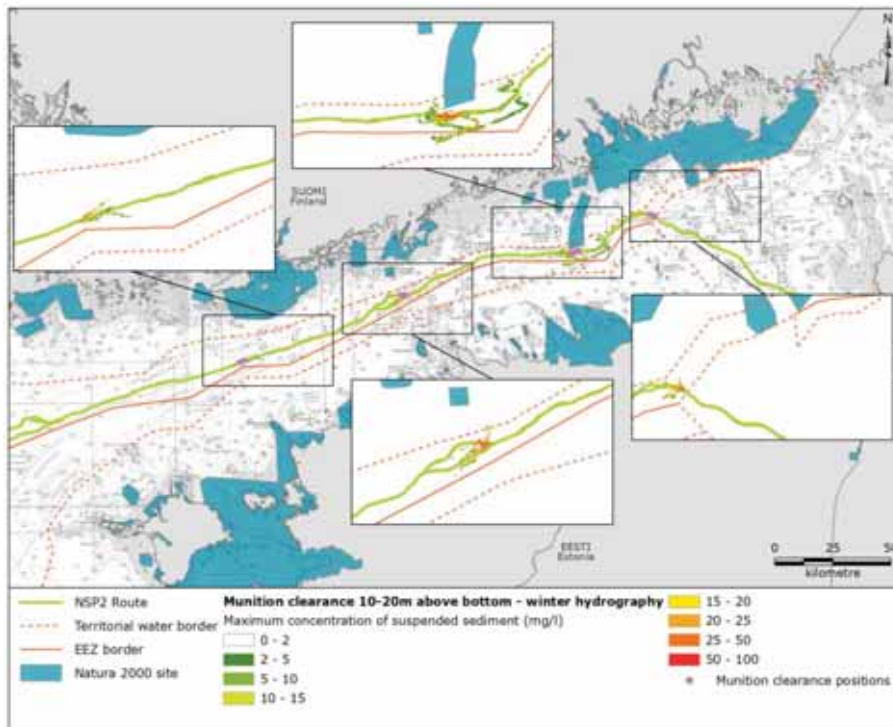 N
SUOMI
Finland
EESTI
Estonia
0 25 50
kilometre
NSP2 Route
Territorial water border
EEZ border
Natura 2000 site
Munition clearance 10-20m above bottom - winter hydrography
Maximum concentration of suspended sediment (mg/l)
0 - 2
2 - 5
5 - 10
10 - 15
15 - 20
20 - 25
25 - 50
50 - 100
Munition clearance positions